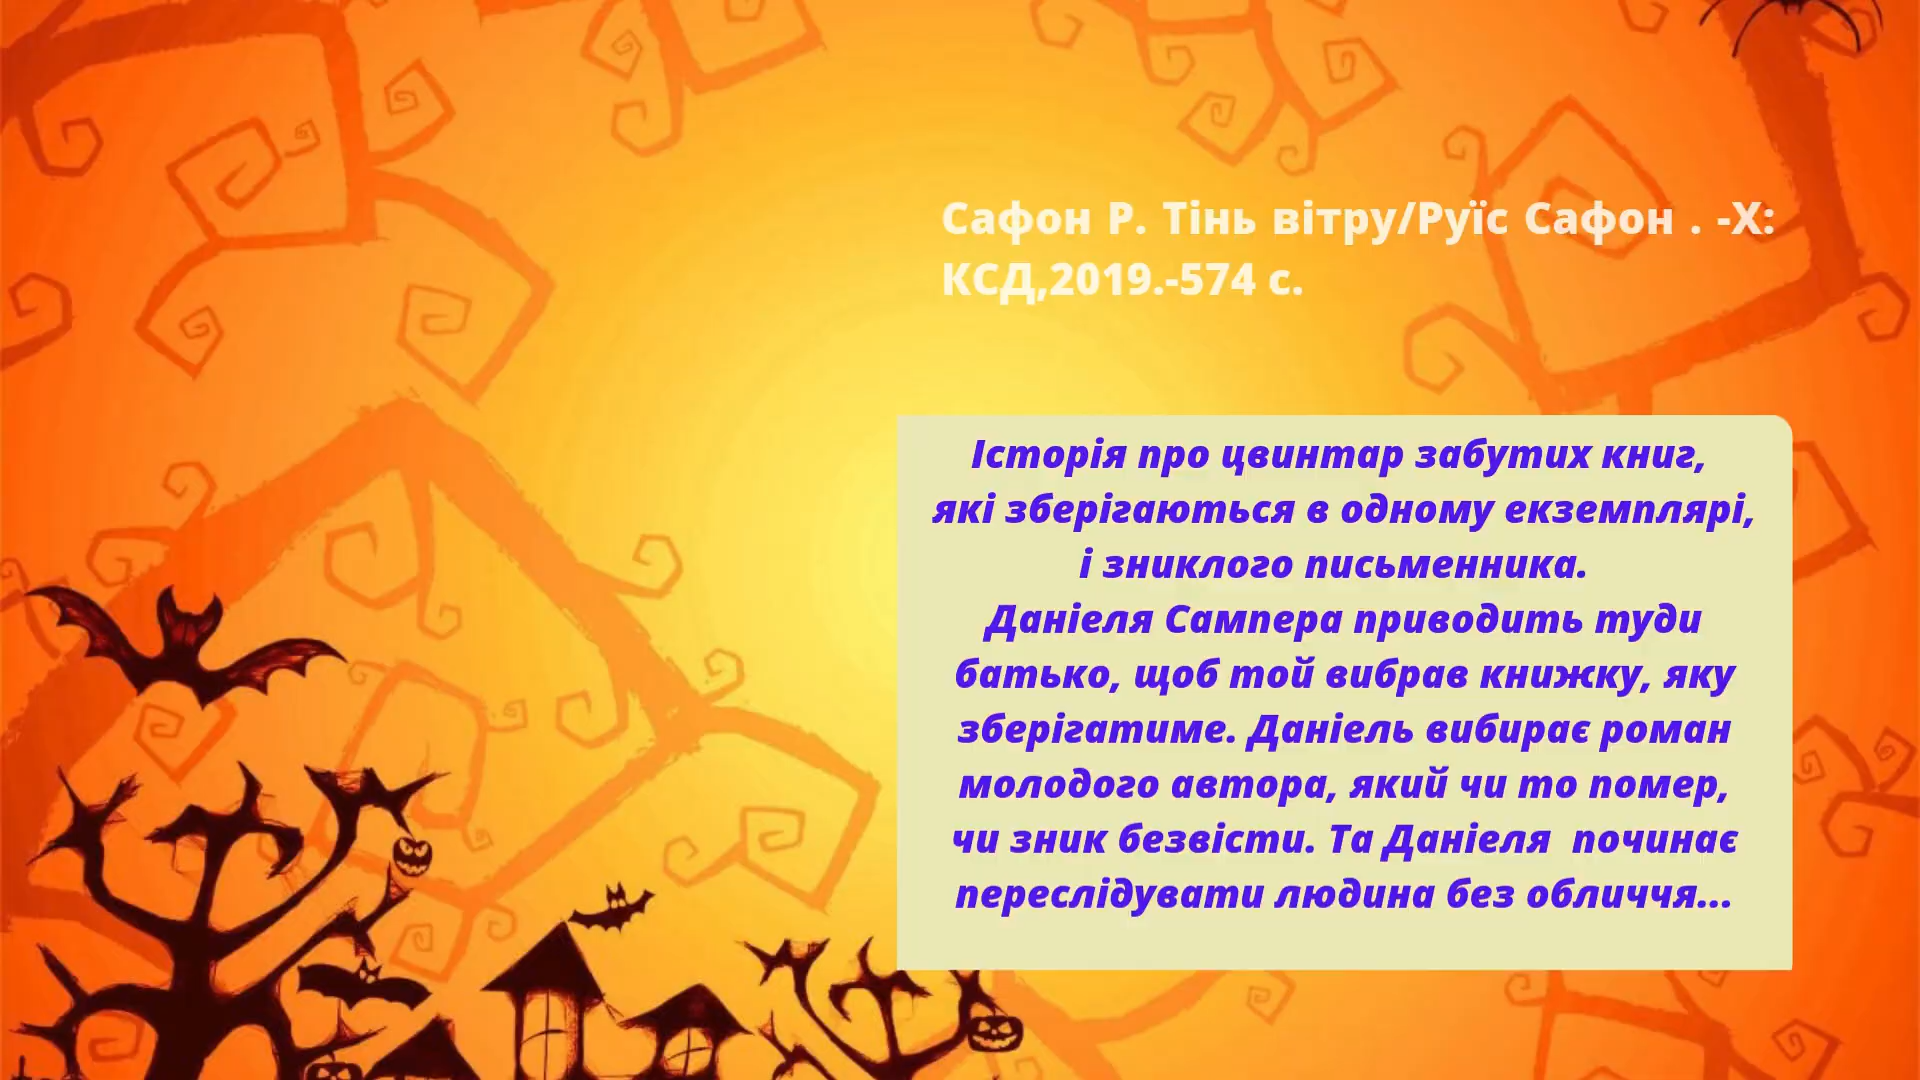 Сафон Р. Тінь вітру/Руїс Сафон . -Х:
КСД,2019.-574 с.
Історія про цвинтар забутих книг,
які зберігаються в одному екземплярі,
і зниклого письменника.
Даніеля Сампера приводить туди
батько, щоб той вибрав книжку, яку
зберігатиме. Даніель вибирає роман
молодого автора, який чи то помер,
чи зник безвісти. Та Даніеля  починає
переслідувати людина без обличчя...